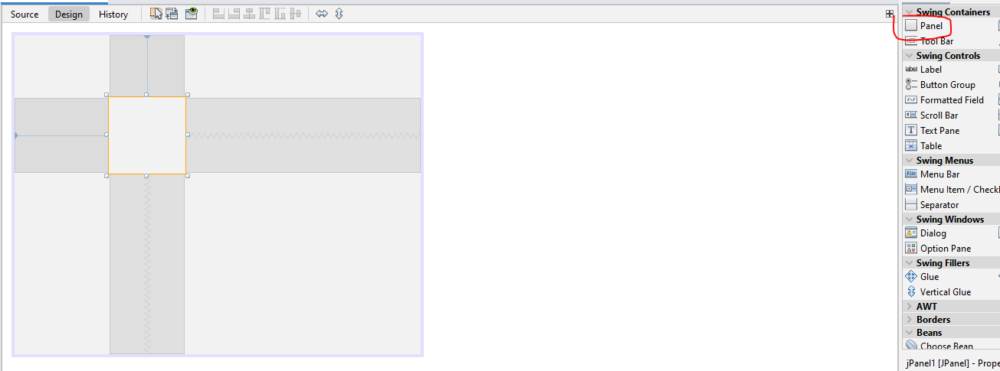 Source Design History
Swing Containers
Panel
Tool Bar
Swing Controls
label Label
Button Group
Formatted Field
Scroll Bar
T Text Pane
Table
Swing Menus
File Menu Bar
Menu Item / Checkl
Separator
Swing Windows
Dialog
Option Pane
Swing Fillers
Glue
Vertical Glue
AWT
Borders
Beans
Choose Bean
jPanel1 [JPanel] - Prope